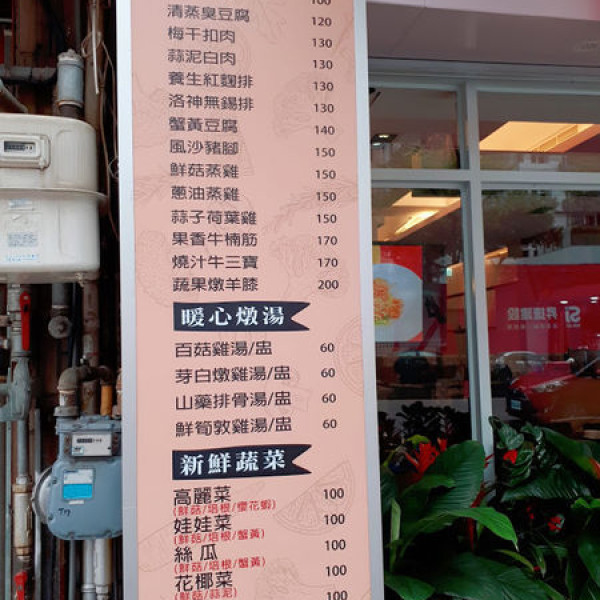 100
清蒸臭豆腐 120
梅干扣肉 130
蒜泥白肉 130
養生紅麴排 130
洛神無錫排 130
蟹黃豆腐 140
風沙豬腳 150
鮮菇蒸雞 150
蔥油蒸雞 150
蒜子荷葉雞 150
果香牛楠筋 170
燒汁牛三寶 170
蔬果燉羊膝 200
暖心燉湯
百菇雞湯/盅 60
芽白燉雞湯/盅 60
山藥排骨湯/盅 60
鮮筍敦雞湯/盅 60
新鮮蔬菜
高麗菜 100
(鮮菇/培根/櫻花蝦)
娃娃菜 100
(鮮菇/培根/蟹黃)
絲瓜 100
(鮮菇/培根/蟹黃)
花椰菜 100
(鮮菇/蒜泥)